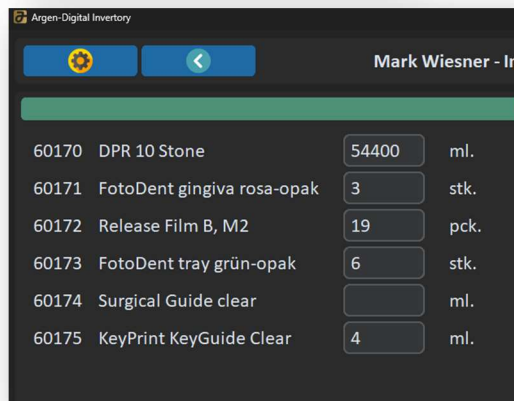 Argen-Digital Invertory
Mark Wiesner - In
60170 DPR 10 Stone 54400 ml.
60171 FotoDent gingiva rosa-opak 3 stk.
60172 Release Film B, M2 19 pck.
60173 FotoDent tray grün-opak 6 stk.
60174 Surgical Guide clear ml.
60175 KeyPrint KeyGuide Clear 4 ml.